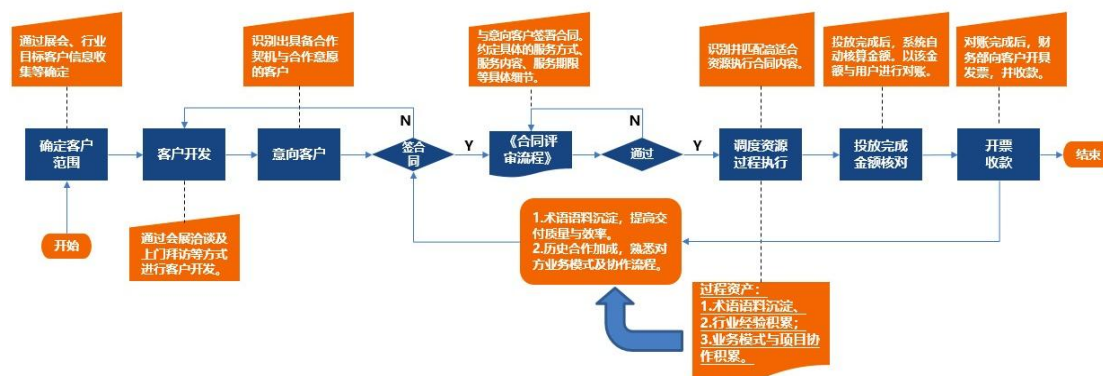 通过展会、行业
目标客户信息收
集等确定
识别出具备合作
契机与合作意愿
的客户
与意向客户签署合同。
约定具体的服务方式、
服务内容、服务期限
等具体细节。
识别并匹配高适合
资源执行合同内容。
投放完成后，系统自
动核算金额。以该金
额与用户进行对账。
对账完成后，财
务部向客户开具
发票，并收款。
N
N
确定客户
范围
客户开发
意向客户
签合
同
Y
《合同评
审流程》
通过
Y
调度资源
过程执行
投放完成
金额核对
开票
收款
结束
开始
通过会展洽谈及
上门拜访等方式
进行客户开发。
1.术语语料沉淀，提高交
付质量与效率。
2.历史合作加成，熟悉对
方业务模式及协作流程。
过程资产：
1.术语语料沉淀、
2.行业经验积累；
3.业务模式与项目协
作积累。